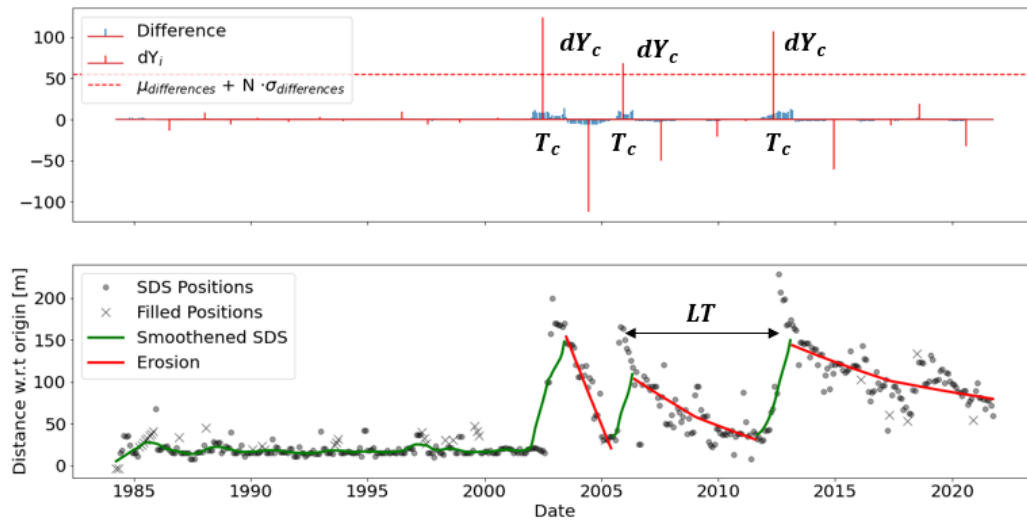 100
50
0
−50
−100
Difference
dYᵢ
μ_differences + N ·σ_differences
dY_c
dY_c
dY_c
T_c
T_c
T_c
Distance w.r.t origin [m]
200
150
100
50
0
SDS Positions
Filled Positions
Smoothened SDS
Erosion
LT
1985 1990 1995 2000 2005 2010 2015 2020
Date